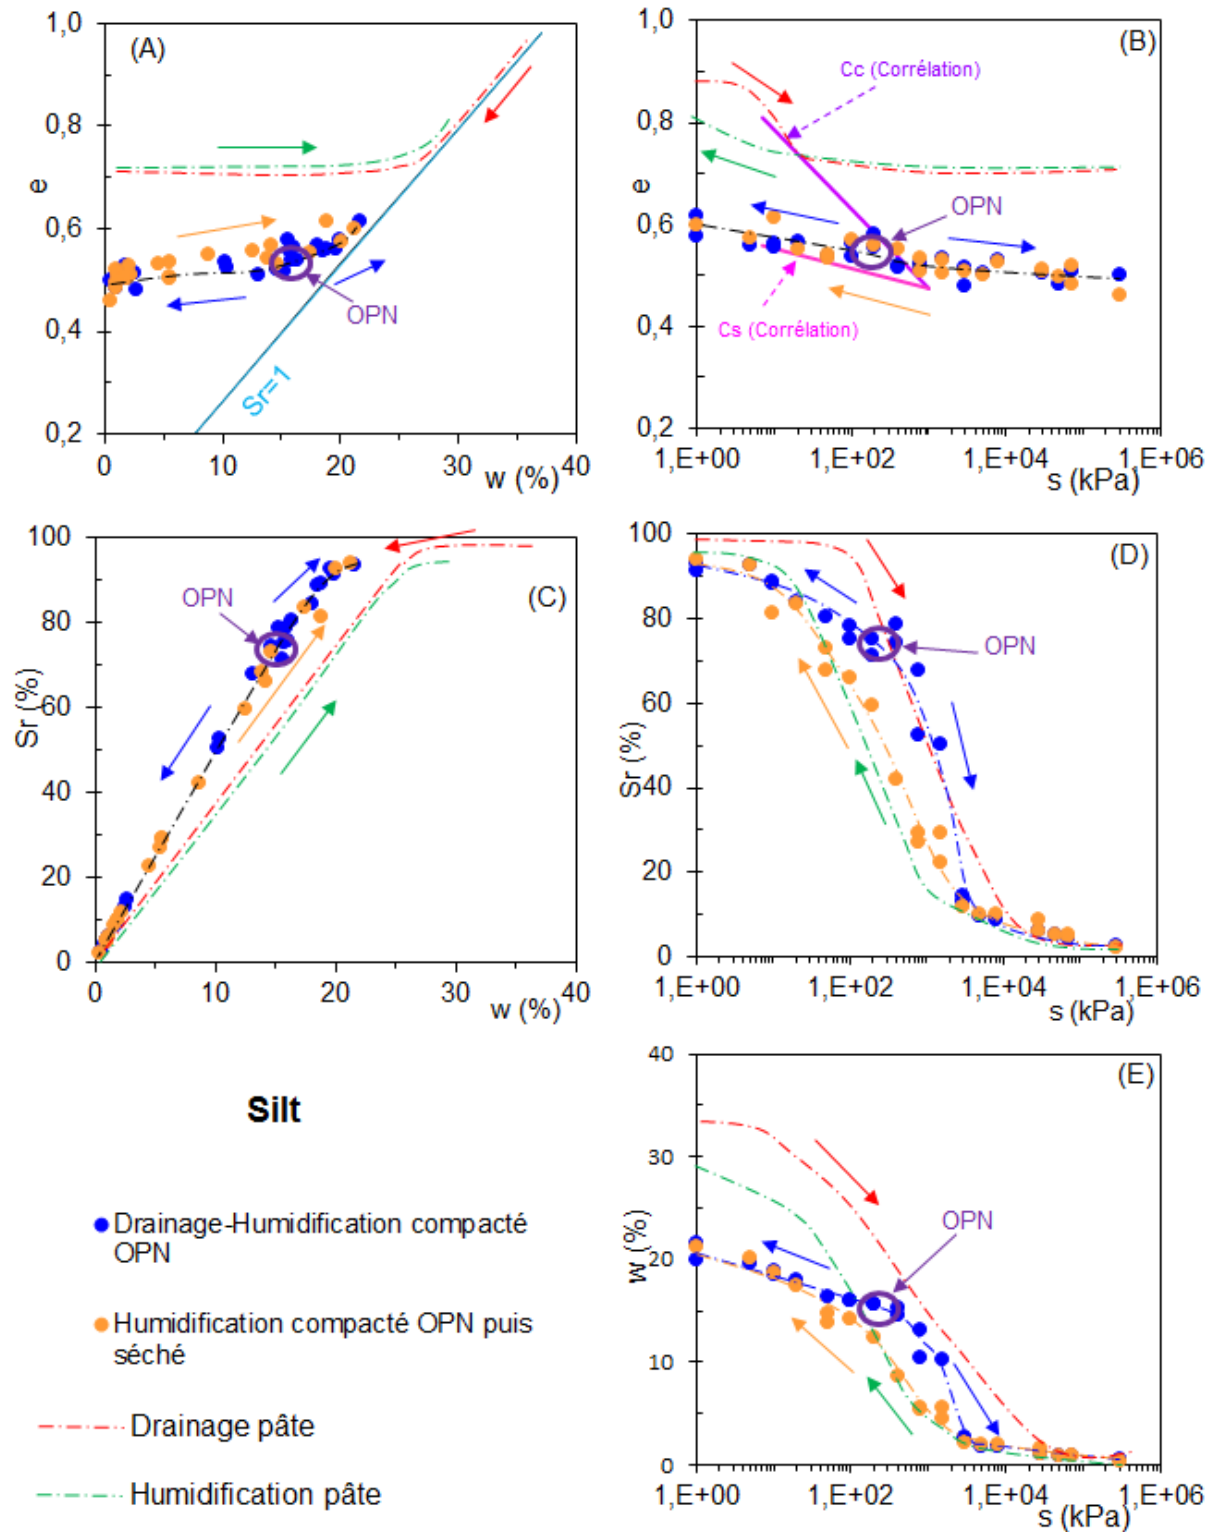 (A)
1,0
0,8
0,6
0,4
0,2
e
OPN
Sr=1
0
10
20
30
40
w (%)
(B)
1,0
0,8
0,6
0,4
0,2
e
Cc (Corrélation)
OPN
Cs (Corrélation)
1,E+00
1,E+02
1,E+04
1,E+06
s (kPa)
(C)
100
80
60
40
20
0
Sr (%)
OPN
0
10
20
30
40
w (%)
(D)
100
80
60
40
20
0
Sr (%)
OPN
1,E+00
1,E+02
1,E+04
1,E+06
s (kPa)
(E)
40
30
20
10
0
w (%)
OPN
1,E+00
1,E+02
1,E+04
1,E+06
s (kPa)
Silt
Drainage-Humidification compacté
OPN
Humidification compacté OPN puis
séché
Drainage pâte
Humidification pâte